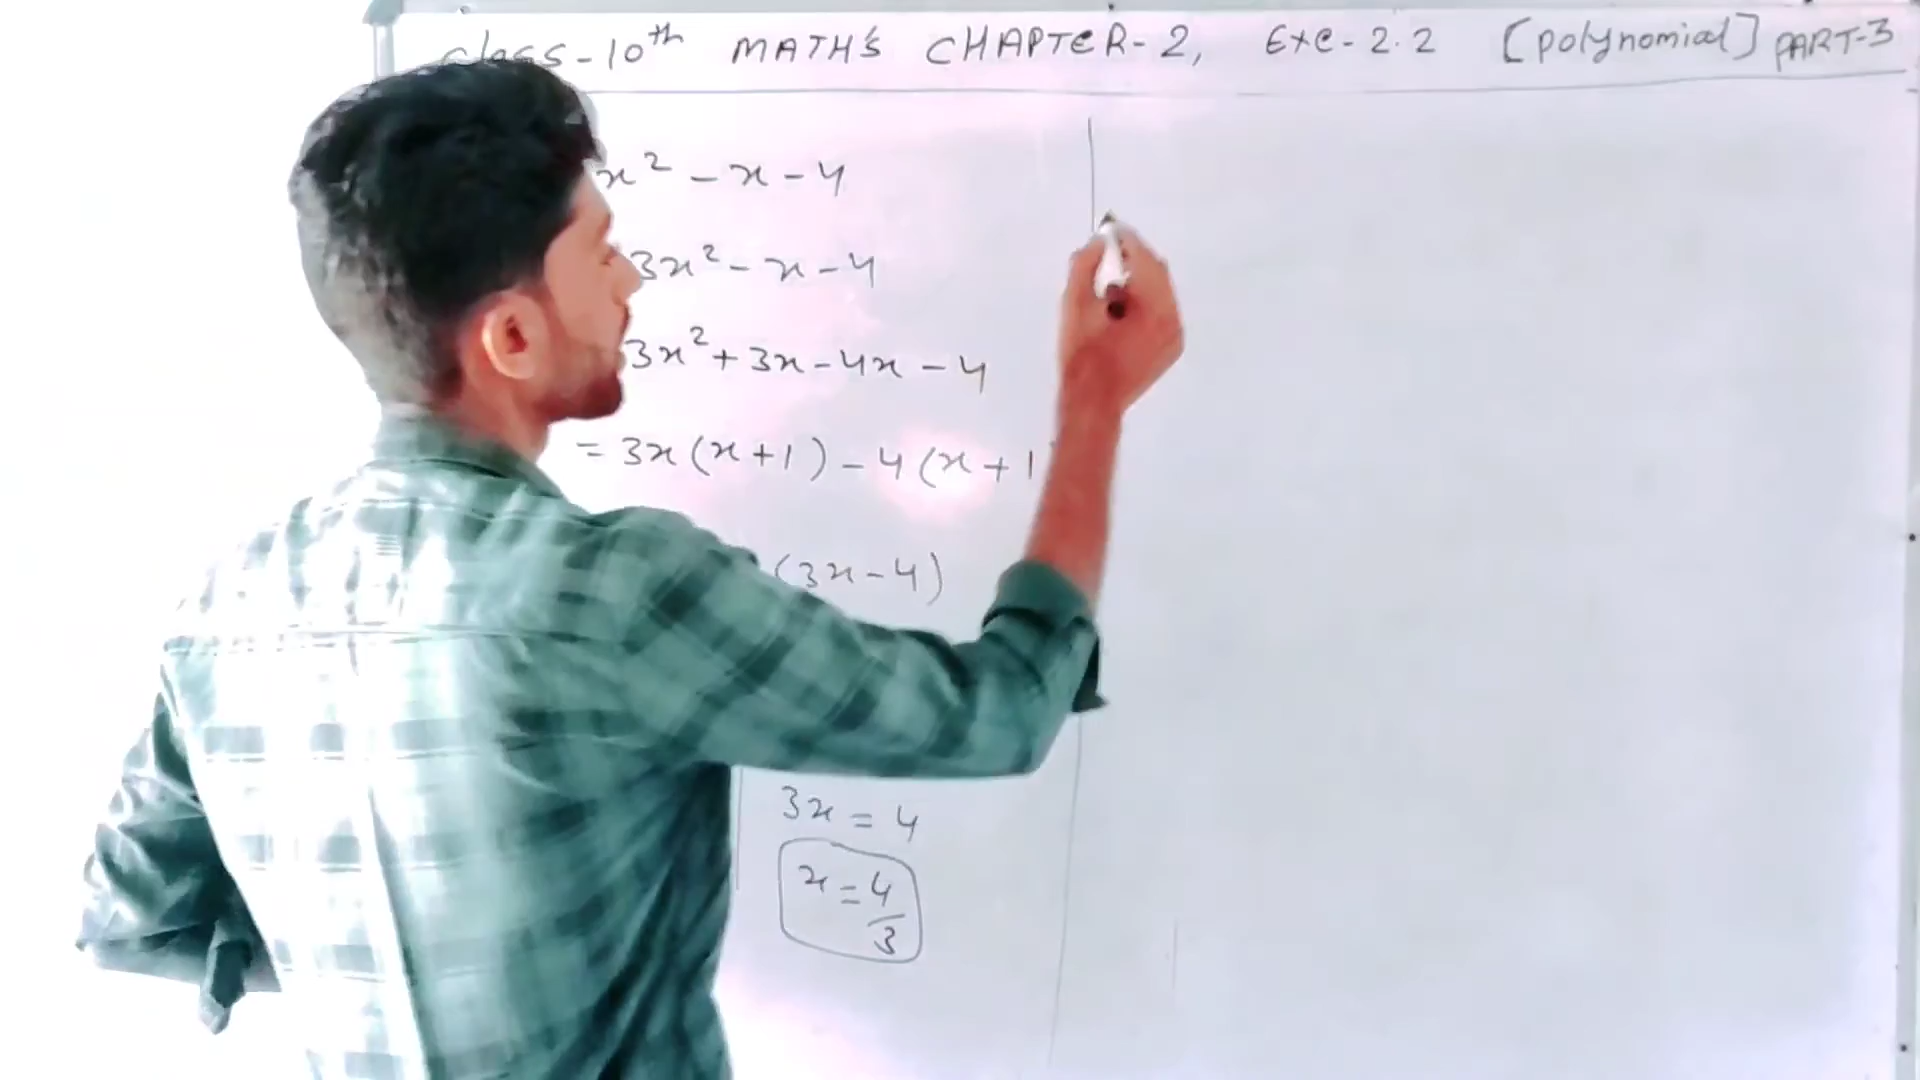 class-10th MATH'S CHAPTER-2, Exe-2.2 [polynomial] PART-3
x² - x - 4
3x² - x - 4
3x² + 3x - 4x - 4
= 3x(x+1) - 4(x+1
(3x-4)
3x = 4
x = 4/3